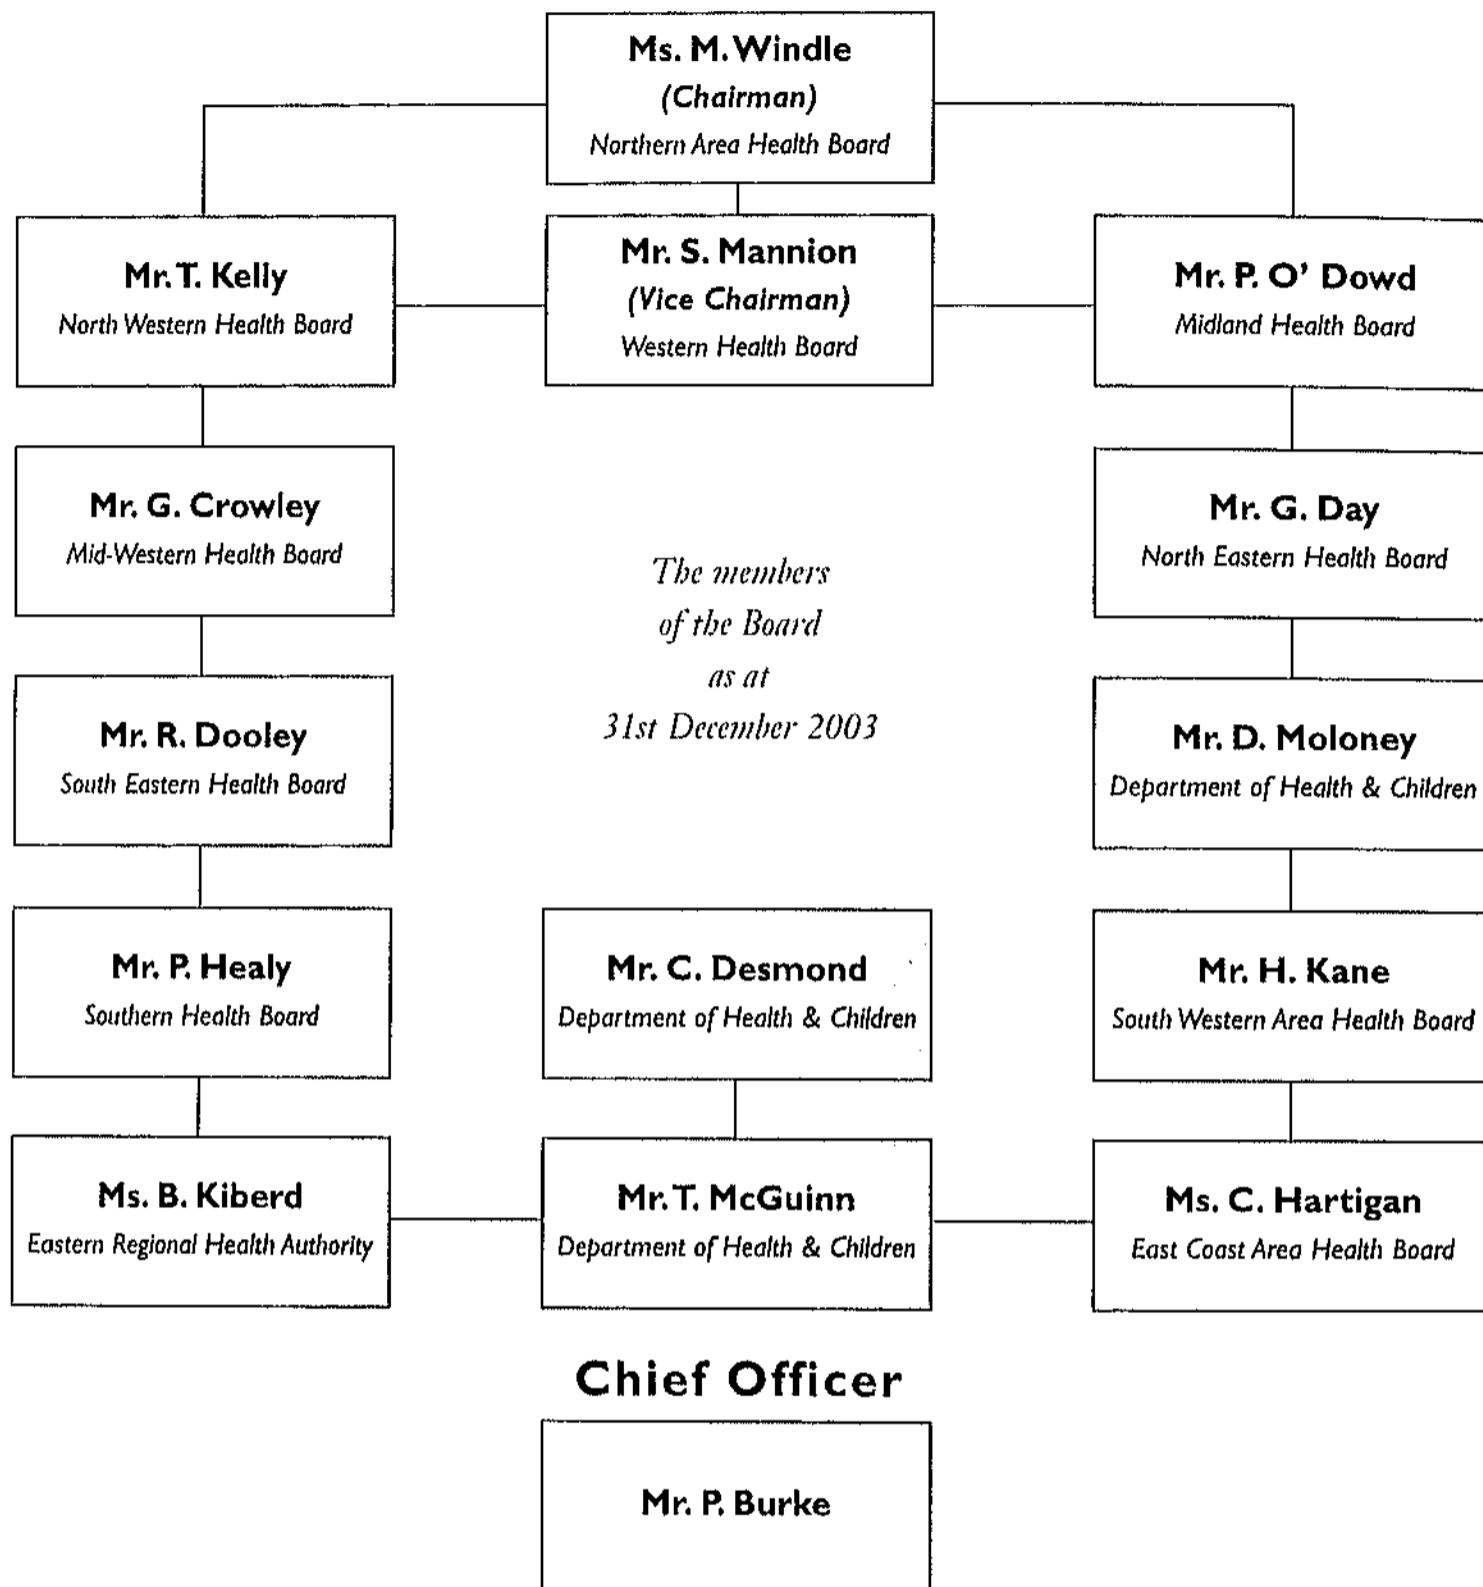 Ms. M. Windle
(Chairman)
Northern Area Health Board
Mr. T. Kelly
North Western Health Board
Mr. S. Mannion
(Vice Chairman)
Western Health Board
Mr. P. O' Dowd
Midland Health Board
Mr. G. Crowley
Mid-Western Health Board
Mr. G. Day
North Eastern Health Board
The members
of the Board
as at
31st December 2003
Mr. R. Dooley
South Eastern Health Board
Mr. D. Moloney
Department of Health & Children
Mr. P. Healy
Southern Health Board
Mr. C. Desmond
Department of Health & Children
Mr. H. Kane
South Western Area Health Board
Ms. B. Kiberd
Eastern Regional Health Authority
Mr. T. McGuinn
Department of Health & Children
Ms. C. Hartigan
East Coast Area Health Board
Chief Officer
Mr. P. Burke